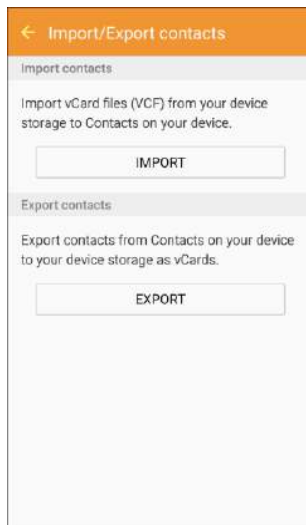 Import/Export contacts
Import contacts
Import vCard files (VCF) from your device
storage to Contacts on your device.
IMPORT
Export contacts
Export contacts from Contacts on your device
to your device storage as vCards.
EXPORT